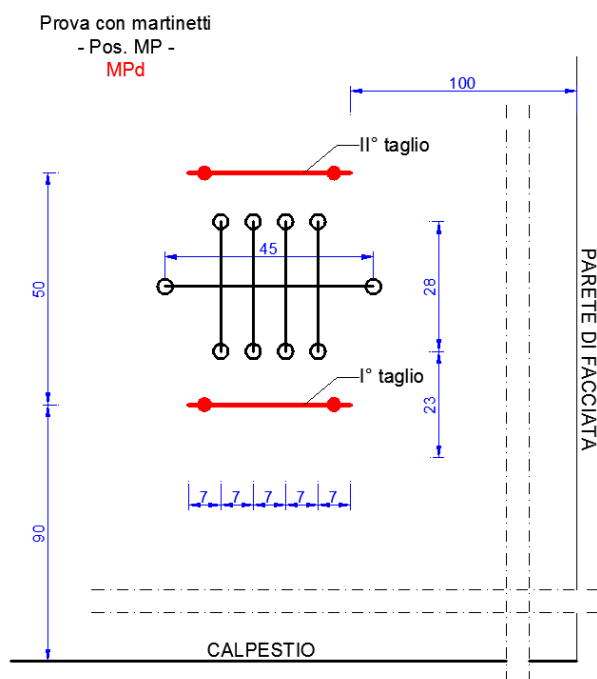 Prova con martinetti
- Pos. MP -
MPd
100
II° taglio
45
50
28
PARETE DI FACCIATA
I° taglio
23
7 7 7 7 7
90
CALPESTIO